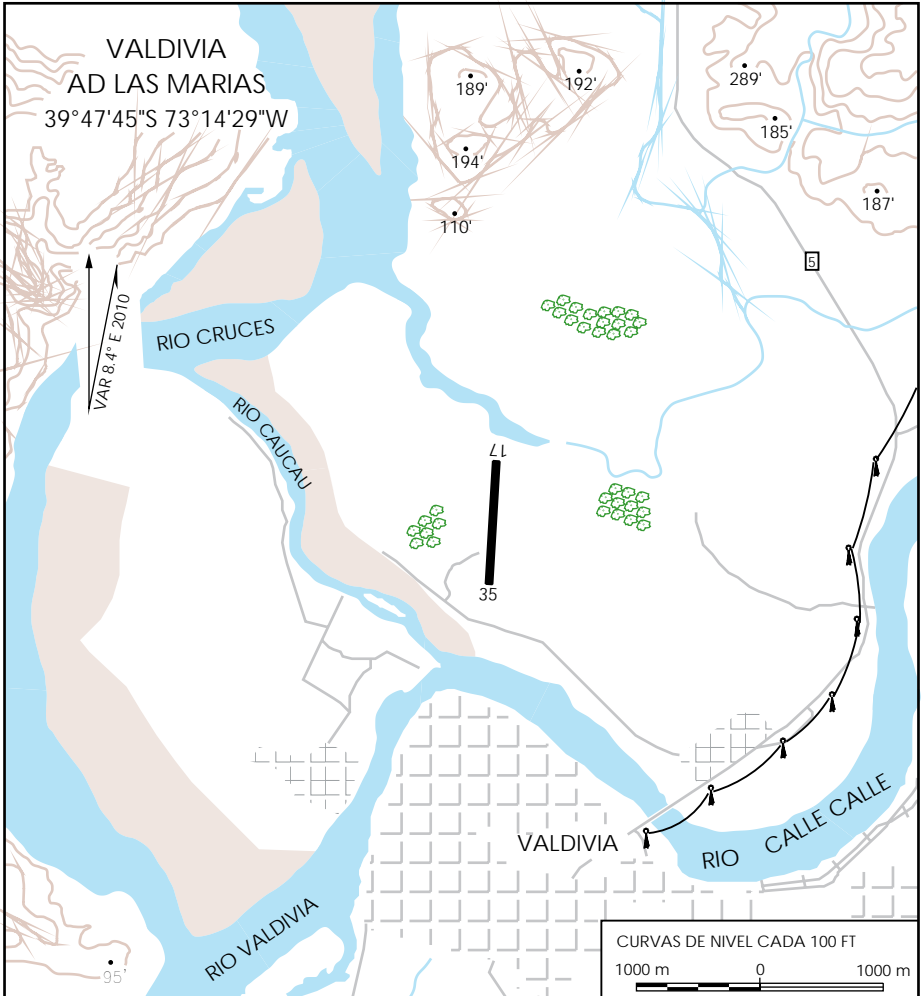 VALDIVIA
AD LAS MARIAS
39°47'45"S 73°14'29"W
189'
192'
289'
194'
185'
187'
110'
5
VAR 8.4° E 2010
RIO CRUCES
RIO CAUCAU
17
35
VALDIVIA
RIO CALLE CALLE
RIO VALDIVIA
95'
CURVAS DE NIVEL CADA 100 FT
1000 m 0 1000 m